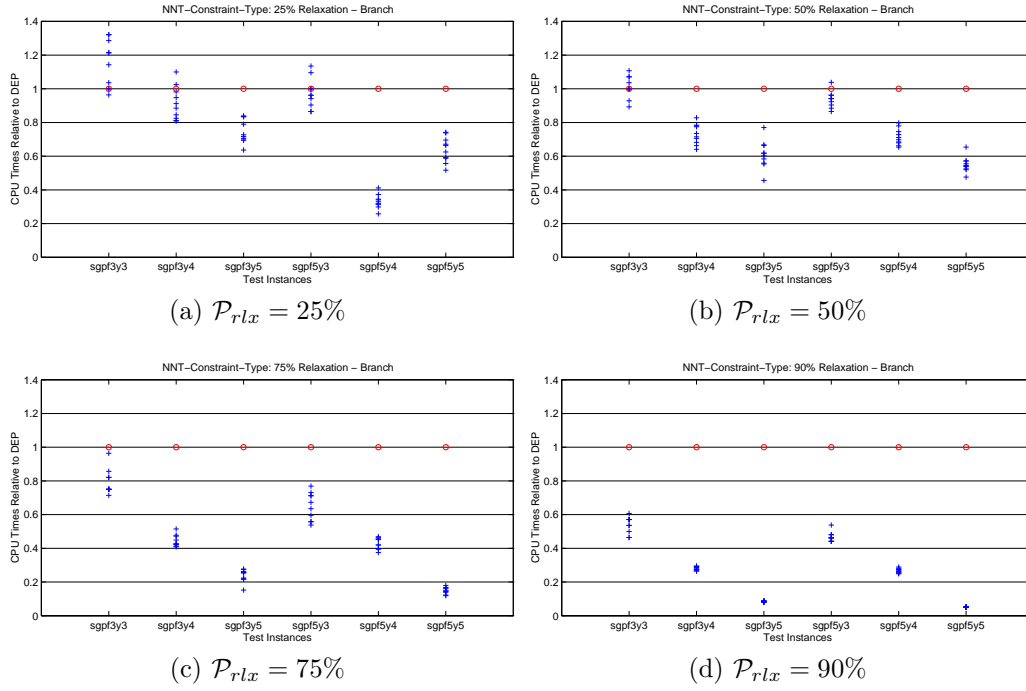 NNT−Constraint−Type: 25% Relaxation − Branch
1.4
1.2
1
0.8
0.6
0.4
0.2
0
CPU Times Relative to DEP
sgpf3y3 sgpf3y4 sgpf3y5 sgpf5y3 sgpf5y4 sgpf5y5
Test Instances
(a) 𝒫rlx = 25%
NNT−Constraint−Type: 50% Relaxation − Branch
1.4
1.2
1
0.8
0.6
0.4
0.2
0
CPU Times Relative to DEP
sgpf3y3 sgpf3y4 sgpf3y5 sgpf5y3 sgpf5y4 sgpf5y5
Test Instances
(b) 𝒫rlx = 50%
NNT−Constraint−Type: 75% Relaxation − Branch
1.4
1.2
1
0.8
0.6
0.4
0.2
0
CPU Times Relative to DEP
sgpf3y3 sgpf3y4 sgpf3y5 sgpf5y3 sgpf5y4 sgpf5y5
Test Instances
(c) 𝒫rlx = 75%
NNT−Constraint−Type: 90% Relaxation − Branch
1.4
1.2
1
0.8
0.6
0.4
0.2
0
CPU Times Relative to DEP
sgpf3y3 sgpf3y4 sgpf3y5 sgpf5y3 sgpf5y4 sgpf5y5
Test Instances
(d) 𝒫rlx = 90%